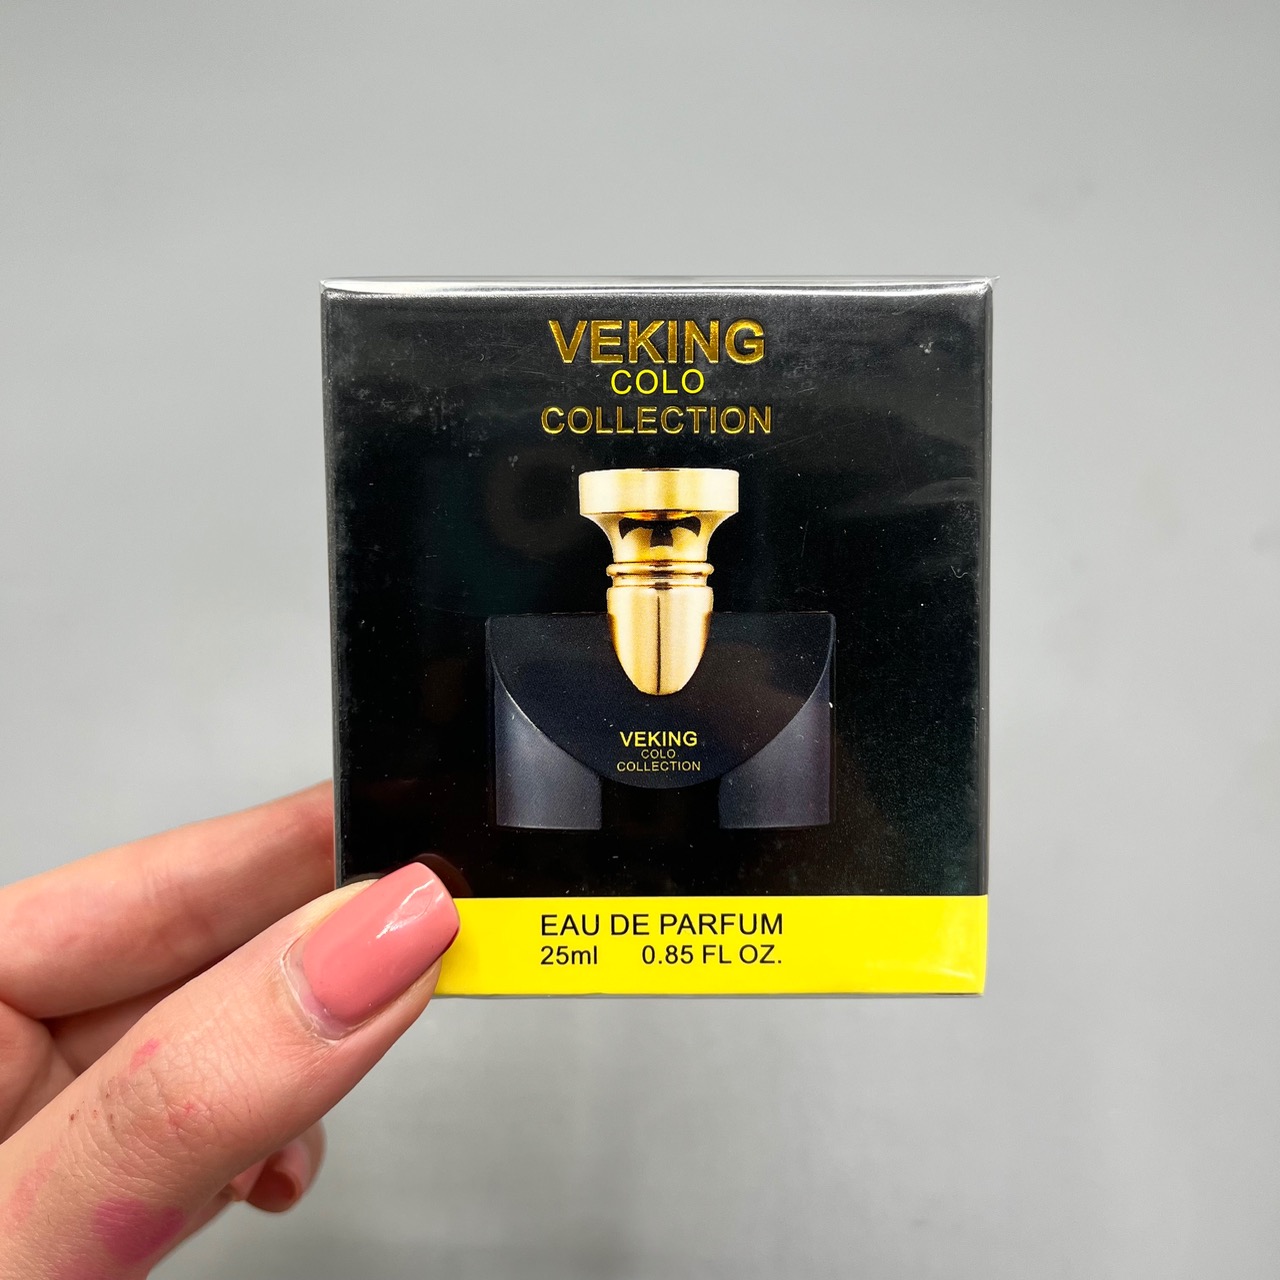 VEKING
COLO
COLLECTION
VEKING
COLO
COLLECTION
EAU DE PARFUM
25ml 0.85 FL OZ.